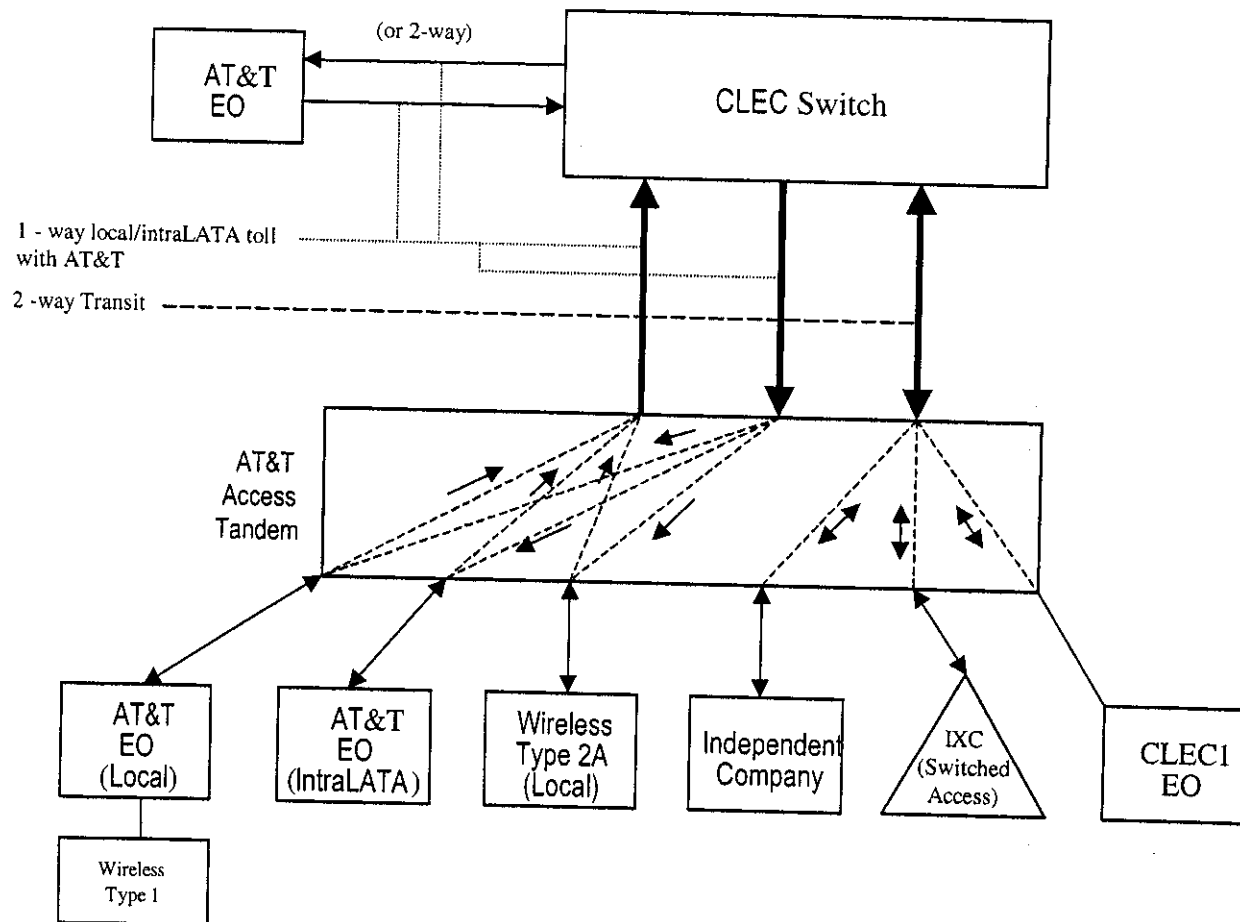 (or 2-way)
AT&T
EO
CLEC Switch
1 - way local/intraLATA toll
with AT&T
2 -way Transit
AT&T
Access
Tandem
AT&T
EO
(Local)
AT&T
EO
(IntraLATA)
Wireless
Type 2A
(Local)
Independent
Company
IXC
(Switched
Access)
CLEC1
EO
Wireless
Type 1